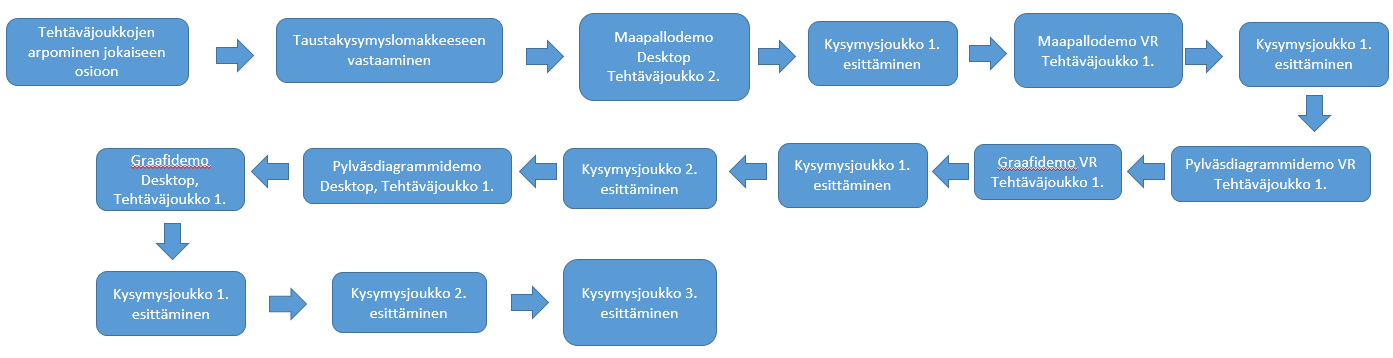 Tehtäväjoukkojen
arpominen jokaiseen
osioon
Taustakysymyslomakkeeseen
vastaaminen
Maapallodemo
Desktop
Tehtäväjoukko 2.
Kysymysjoukko 1.
esittäminen
Maapallodemo VR
Tehtäväjoukko 1.
Kysymysjoukko 1.
esittäminen
Pylväsdiagrammidemo VR
Tehtäväjoukko 1.
Graafidemo VR
Tehtäväjoukko 1.
Kysymysjoukko 1.
esittäminen
Kysymysjoukko 2.
esittäminen
Pylväsdiagrammidemo
Desktop, Tehtäväjoukko 1.
Graafidemo
Desktop,
Tehtäväjoukko 1.
Kysymysjoukko 1.
esittäminen
Kysymysjoukko 2.
esittäminen
Kysymysjoukko 3.
esittäminen